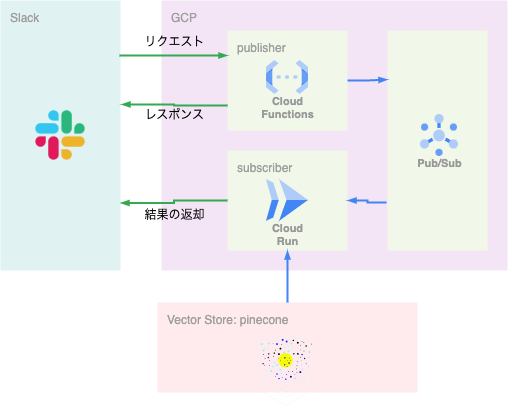 Slack
GCP
リクエスト
publisher
Cloud
Functions
レスポンス
Pub/Sub
subscriber
結果の返却
Cloud
Run
Vector Store: pinecone